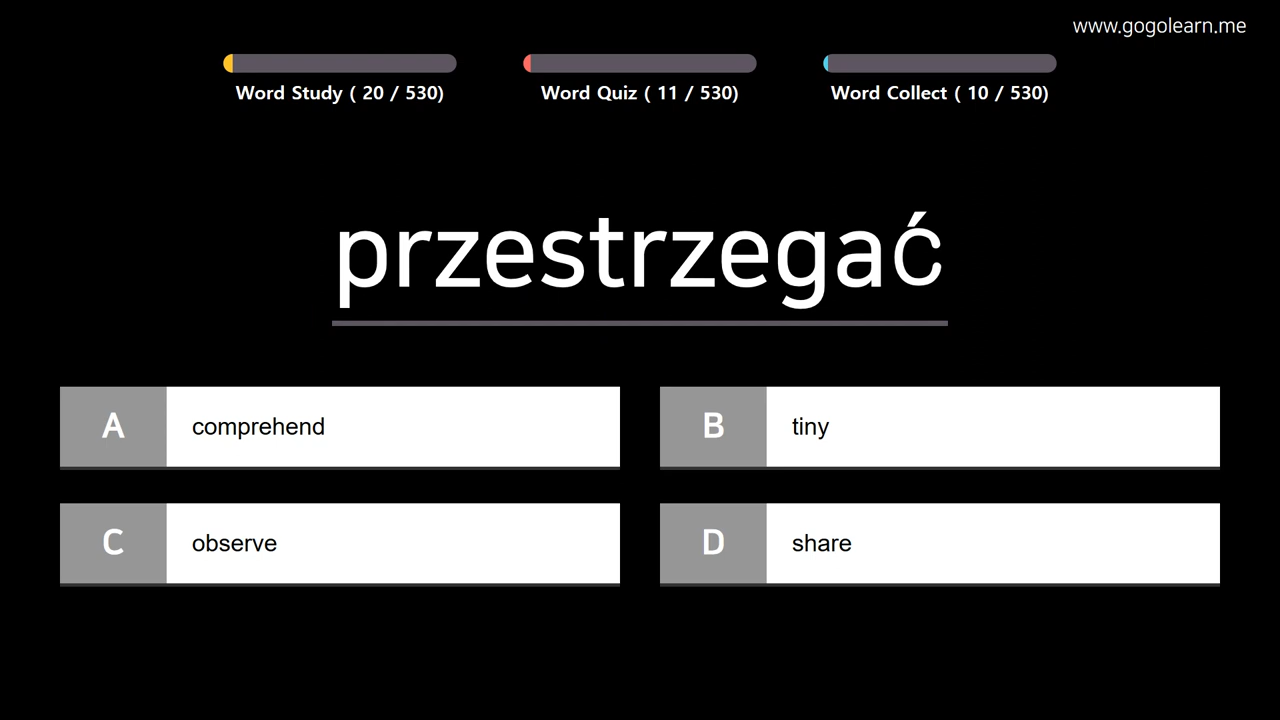 www.gogolearn.me
Word Study ( 20 / 530)
Word Quiz ( 11 / 530)
Word Collect ( 10 / 530)
przestrzegać
A comprehend
B tiny
C observe
D share